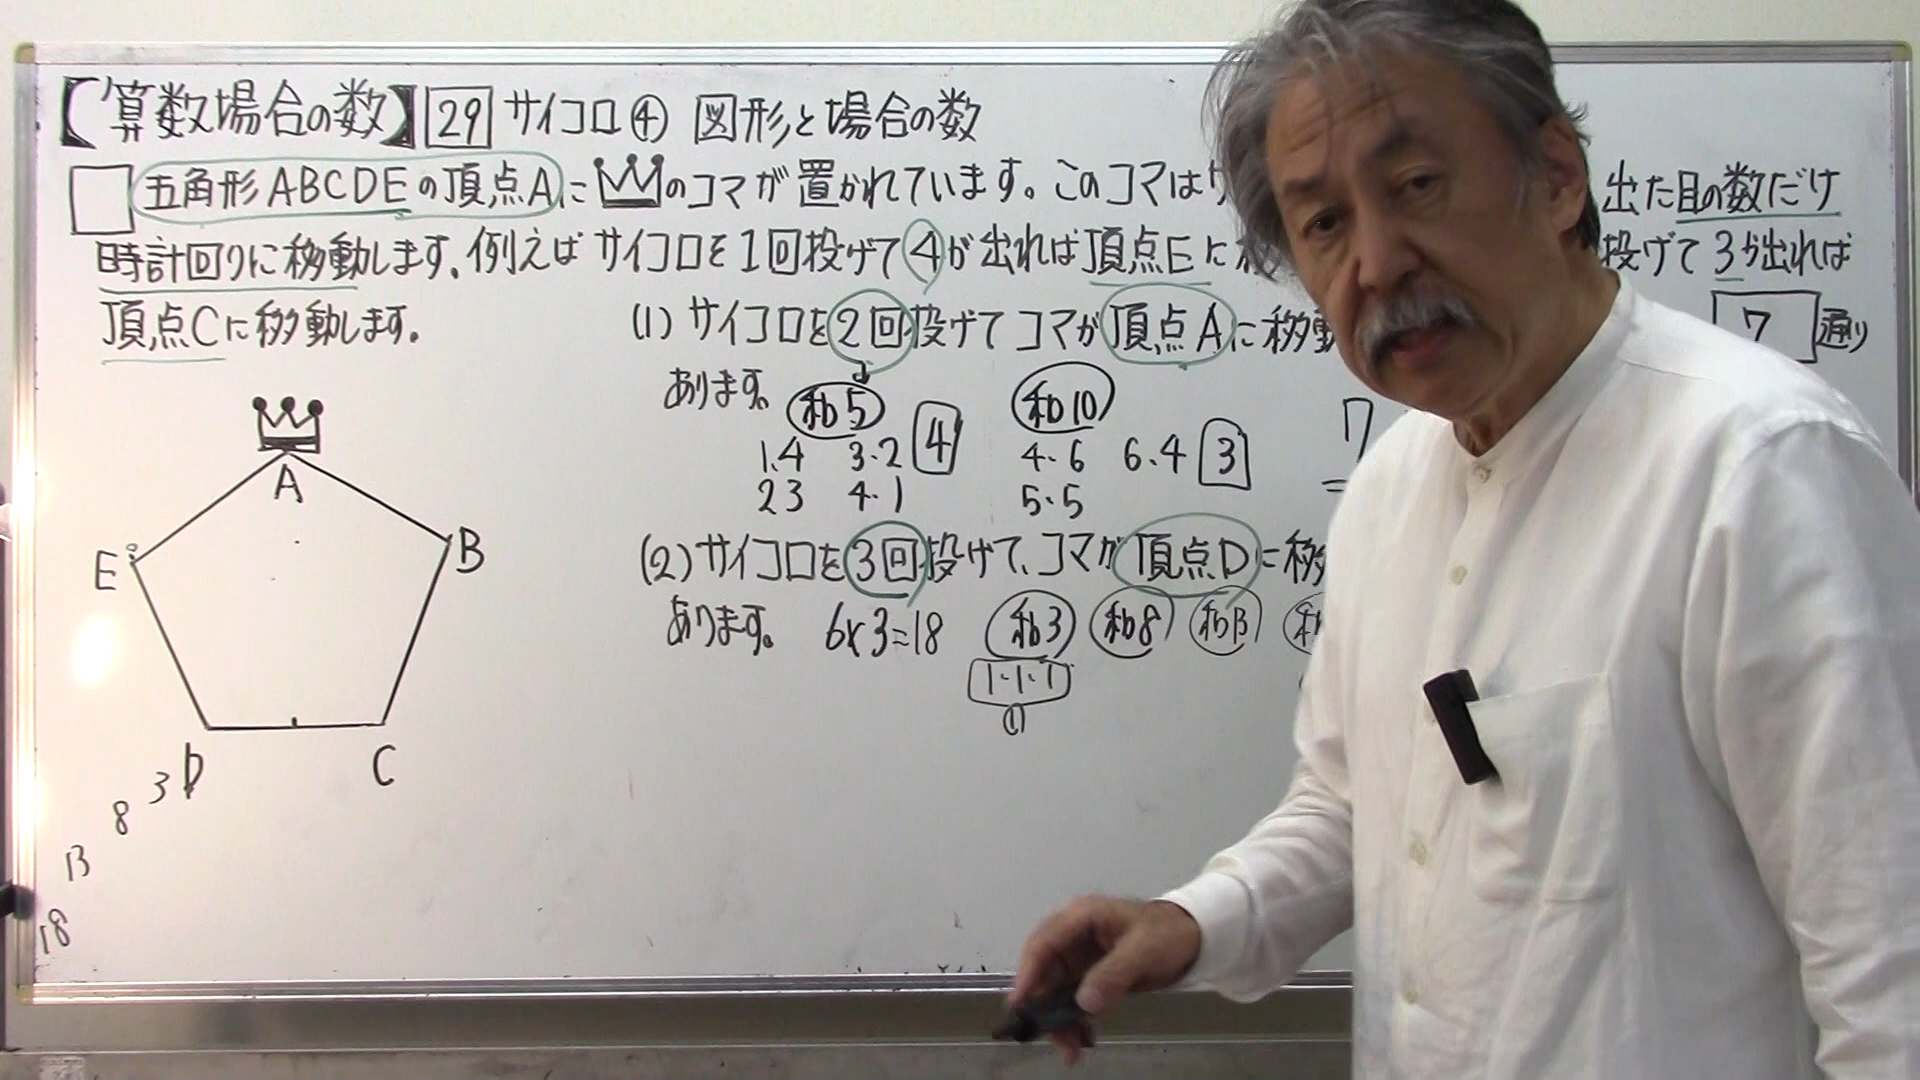 【算数場合の数】 29 サイコロ④ 図形と場合の数
五角形ABCDEの頂点Aに のコマが置かれています。このコマは 出た目の数だけ
時計回りに移動します。例えばサイコロを1回投げて4が出れば頂点Eに 投げて3が出れば
頂点Cに移動します。
(1) サイコロを2回投げてコマが頂点Aに移動 7 通り
あります。
和5 和10
1.4 3.2 4 4.6 6.4 3 7
2 3 4.1 5.5 =
(2) サイコロを3回投げて、コマが頂点Dに移
あります。 6×3=18 和3 和8 和13 和
1.1.1
①
A
B
C
D
E
3
8
13
18